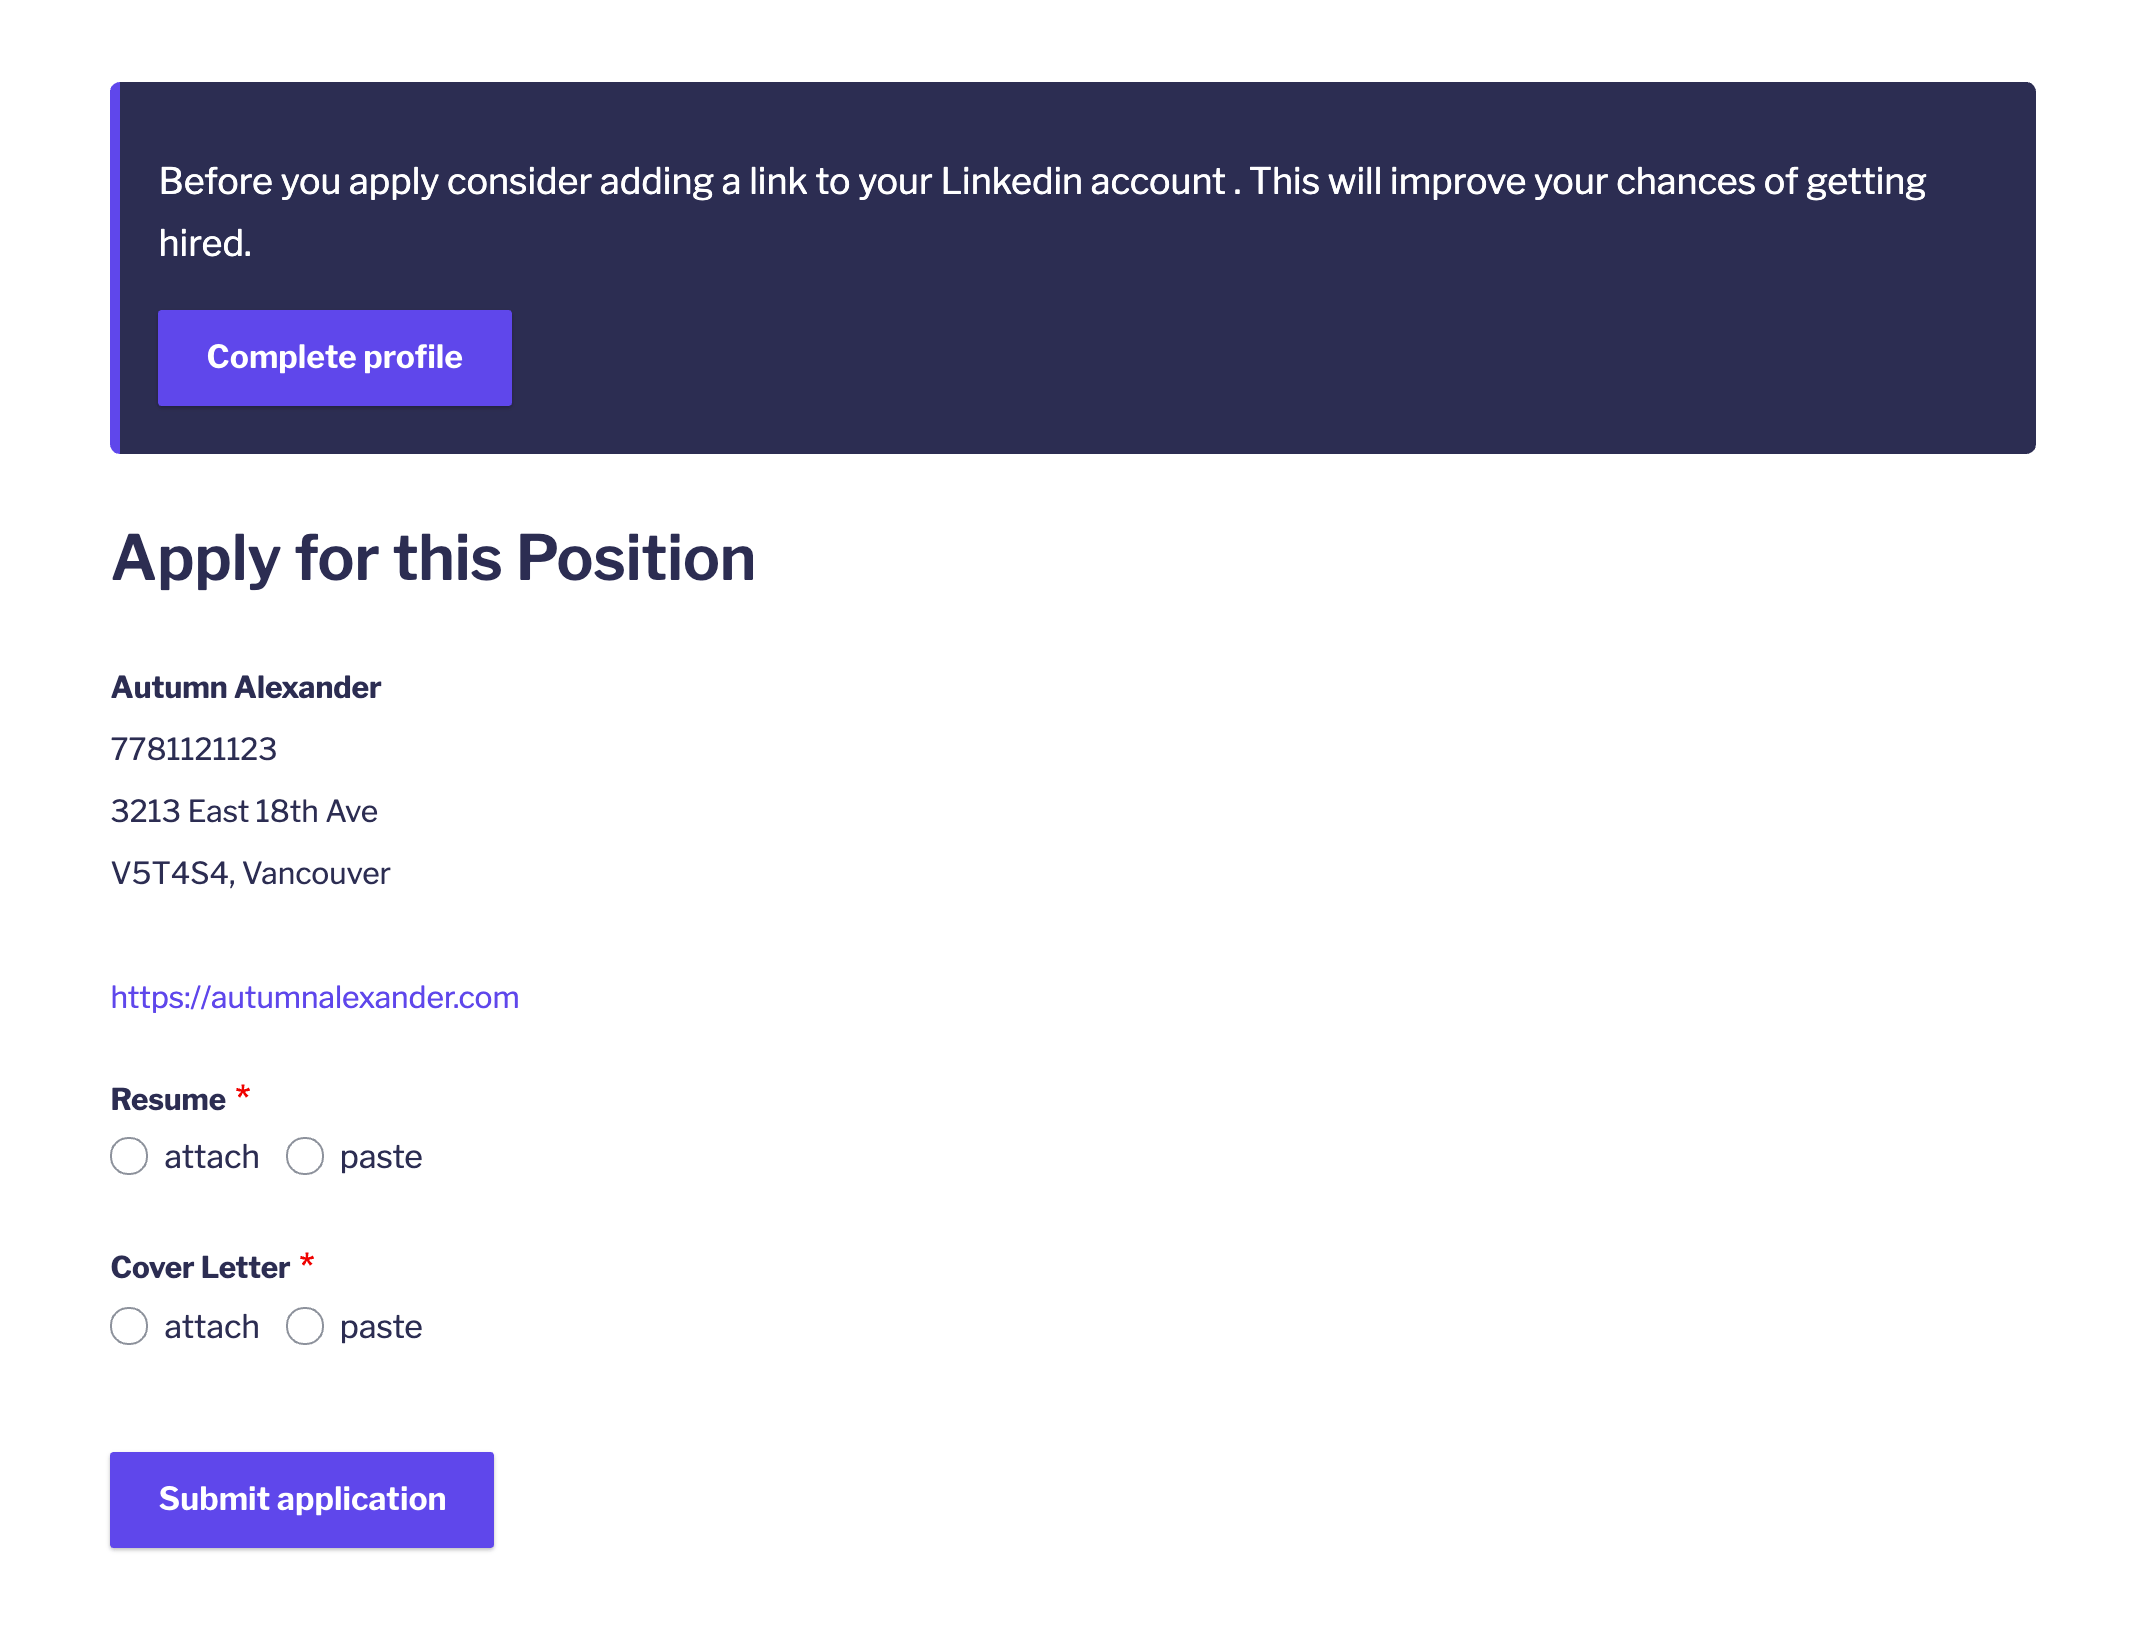 Before you apply consider adding a link to your Linkedin account . This will improve your chances of getting
hired.
Complete profile
Apply for this Position
Autumn Alexander
7781121123
3213 East 18th Ave
V5T4S4, Vancouver
https://autumnalexander.com
Resume *
attach paste
Cover Letter *
attach paste
Submit application